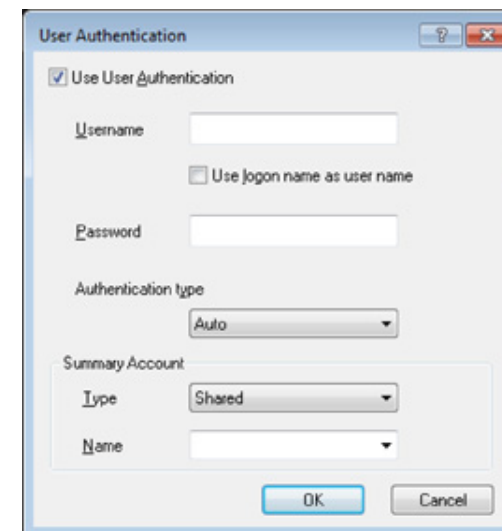 User Authentication
Use User Authentication
Username
Use logon name as user name
Password
Authentication type
Auto
Summary Account
Type Shared
Name
OK Cancel